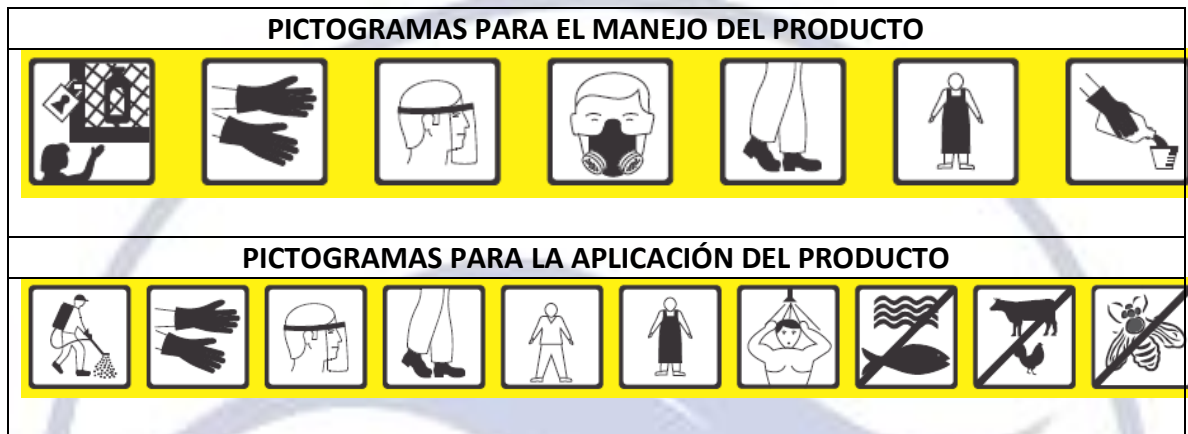 PICTOGRAMAS PARA EL MANEJO DEL PRODUCTO
PICTOGRAMAS PARA LA APLICACIÓN DEL PRODUCTO